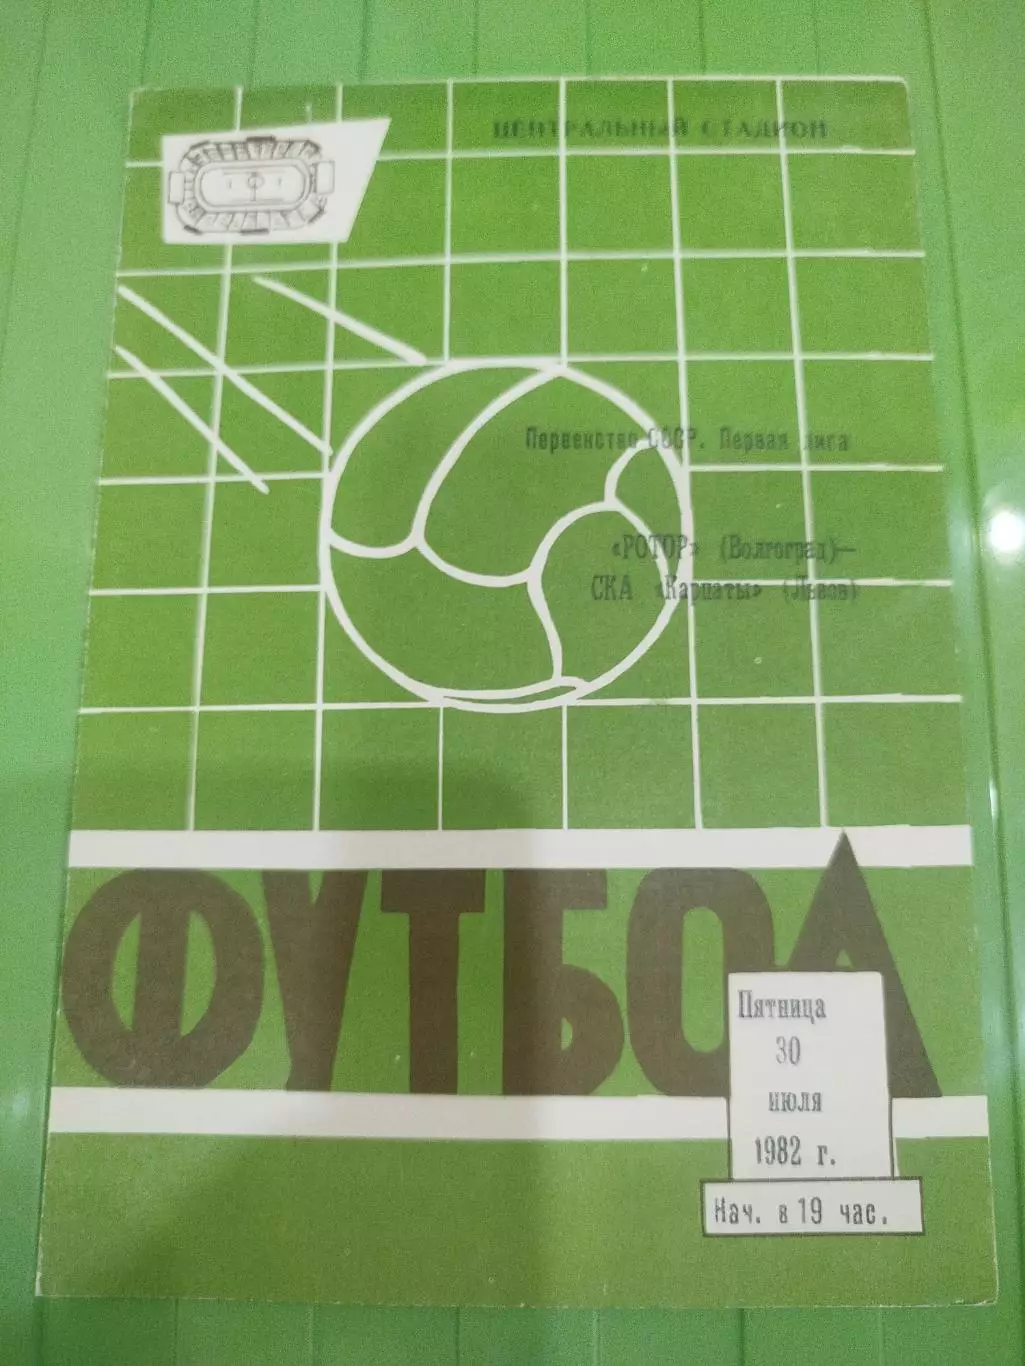 ЦЕНТРАЛЬНЫЙ СТАДИОН
Первенство СССР. Первая лига
«РОТОР» (Волгоград)—
СКА «Карпаты» (Львов)
ФУТБОЛ
Пятница
30
июля
1982 г.
Нач. в 19 час.